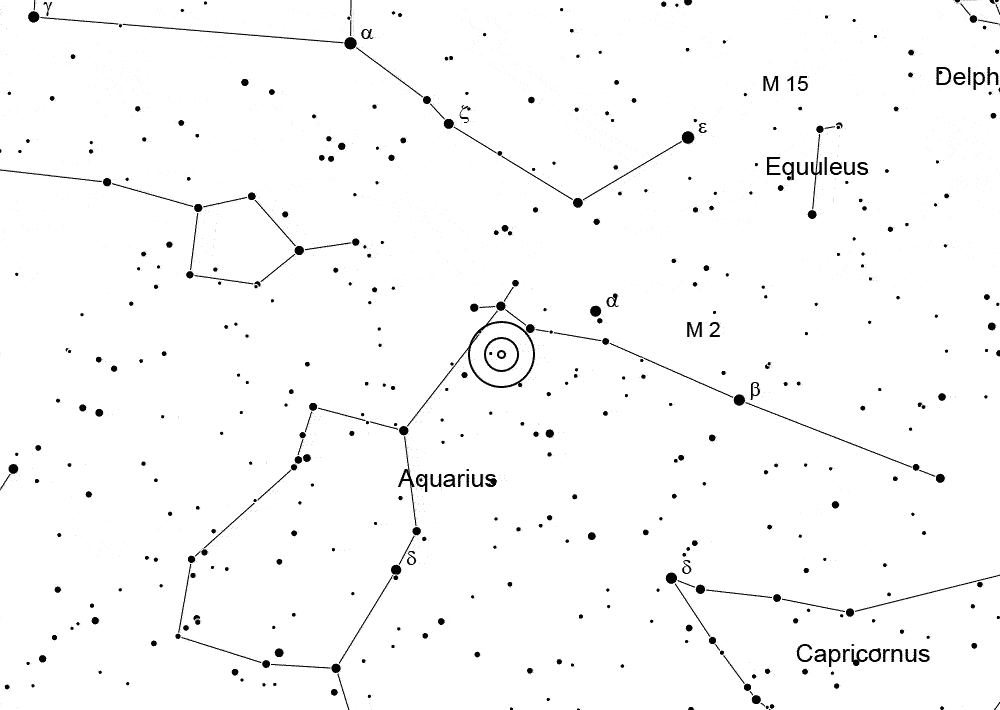 γ
α
M 15
Delph
ζ
ε
Equuleus
α
M 2
β
Aquarius
δ
δ
Capricornus